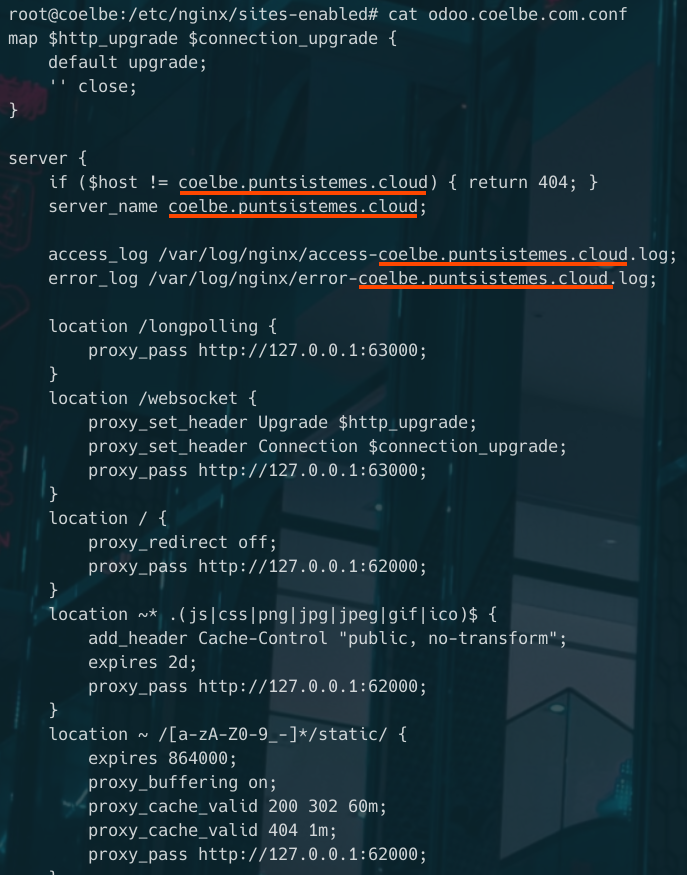 root@coelbe:/etc/nginx/sites-enabled# cat odoo.coelbe.com.conf
map $http_upgrade $connection_upgrade {
    default upgrade;
    '' close;
}

server {
    if ($host != coelbe.puntsistemes.cloud) { return 404; }
    server_name coelbe.puntsistemes.cloud;

    access_log /var/log/nginx/access-coelbe.puntsistemes.cloud.log;
    error_log /var/log/nginx/error-coelbe.puntsistemes.cloud.log;

    location /longpolling {
        proxy_pass http://127.0.0.1:63000;
    }
    location /websocket {
        proxy_set_header Upgrade $http_upgrade;
        proxy_set_header Connection $connection_upgrade;
        proxy_pass http://127.0.0.1:63000;
    }
    location / {
        proxy_redirect off;
        proxy_pass http://127.0.0.1:62000;
    }
    location ~* .(js|css|png|jpg|jpeg|gif|ico)$ {
        add_header Cache-Control "public, no-transform";
        expires 2d;
        proxy_pass http://127.0.0.1:62000;
    }
    location ~ /[a-zA-Z0-9_-]*/static/ {
        expires 864000;
        proxy_buffering on;
        proxy_cache_valid 200 302 60m;
        proxy_cache_valid 404 1m;
        proxy_pass http://127.0.0.1:62000;
    }